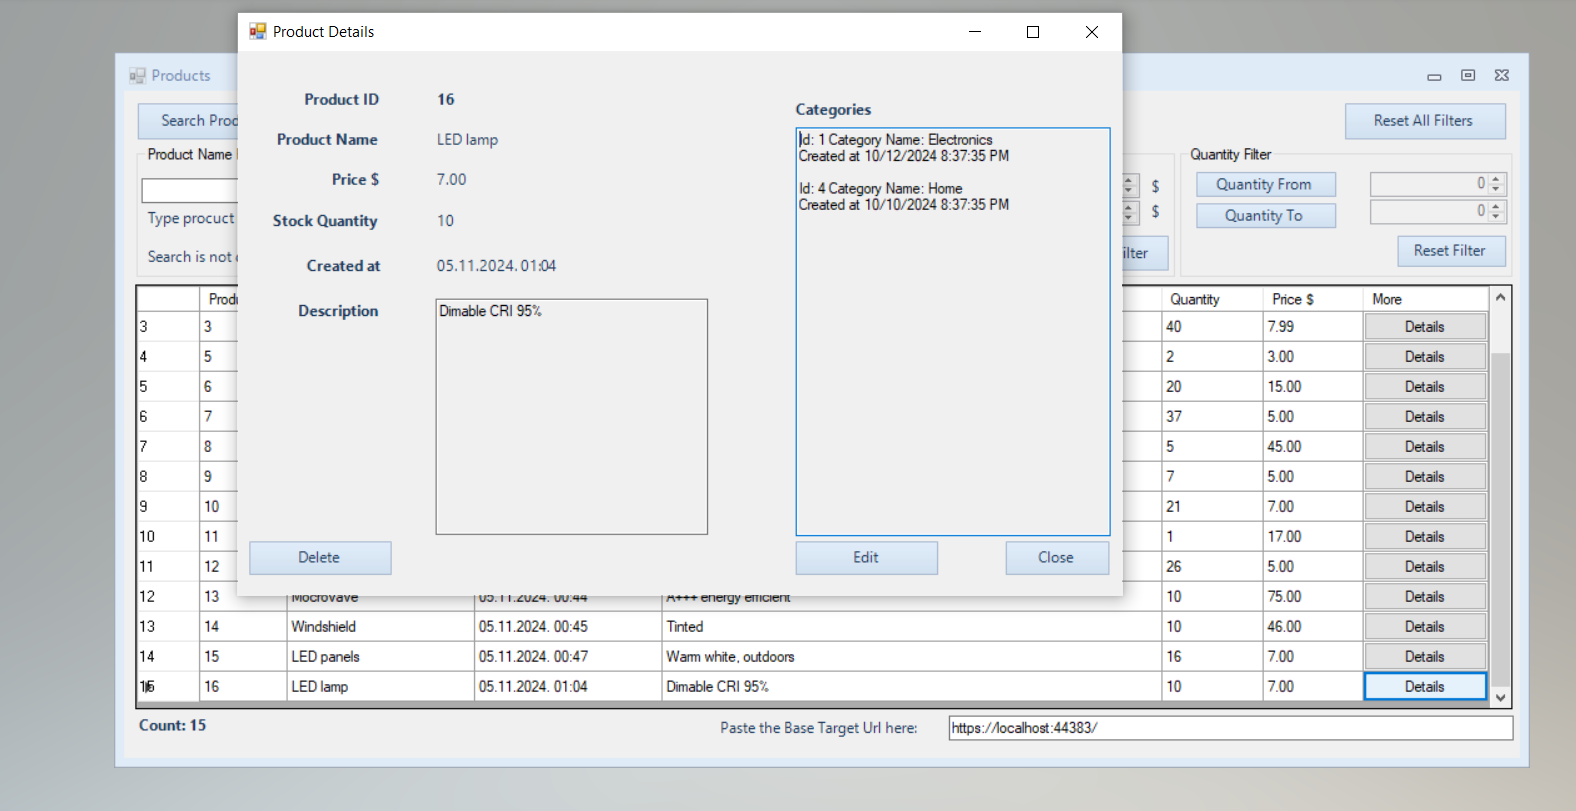 Product Details
Product ID 16
Product Name LED lamp
Price $ 7.00
Stock Quantity 10
Created at 05.11.2024. 01:04
Description Dimable CRI 95%
Categories
Id: 1 Category Name: Electronics
Created at 10/12/2024 8:37:35 PM
Id: 4 Category Name: Home
Created at 10/10/2024 8:37:35 PM
Delete Edit Close
Products
Search Prod
Reset All Filters
Product Name
Type procuct
Search is not
$
$
ilter
Quantity Filter
Quantity From 0
Quantity To 0
Reset Filter
Produ Quantity Price $ More
3 3 40 7.99 Details
4 5 2 3.00 Details
5 6 20 15.00 Details
6 7 37 5.00 Details
7 8 5 45.00 Details
8 9 7 5.00 Details
9 10 21 7.00 Details
10 11 1 17.00 Details
11 12 26 5.00 Details
12 13 Mocrovave 05.11.2024. 00:44 A+++ energy efficient 10 75.00 Details
13 14 Windshield 05.11.2024. 00:45 Tinted 10 46.00 Details
14 15 LED panels 05.11.2024. 00:47 Warm white, outdoors 16 7.00 Details
15 16 LED lamp 05.11.2024. 01:04 Dimable CRI 95% 10 7.00 Details
Count: 15
Paste the Base Target Url here: https://localhost:44383/